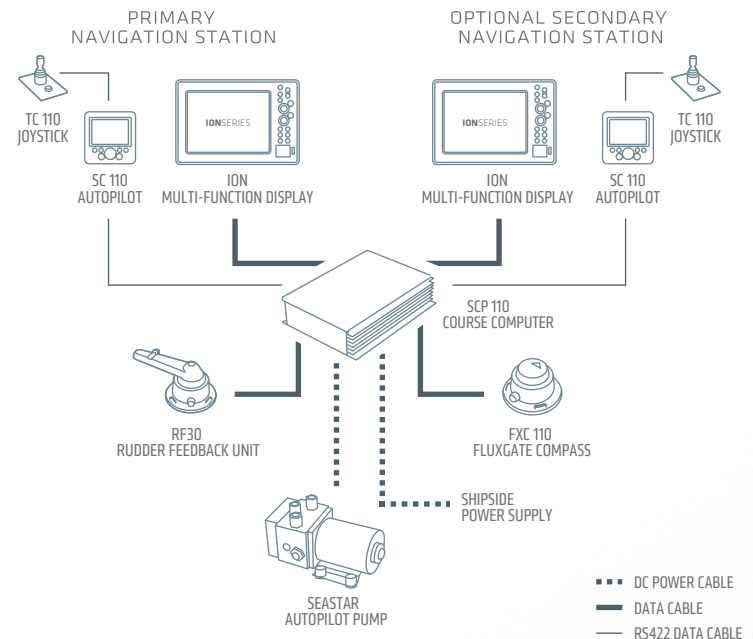 PRIMARY
NAVIGATION STATION
OPTIONAL SECONDARY
NAVIGATION STATION
TC 110
JOYSTICK
SC 110
AUTOPILOT
IONSERIES
ION
MULTI-FUNCTION DISPLAY
IONSERIES
ION
MULTI-FUNCTION DISPLAY
SC 110
AUTOPILOT
TC 110
JOYSTICK
SCP 110
COURSE COMPUTER
RF30
RUDDER FEEDBACK UNIT
FXC 110
FLUXGATE COMPASS
SHIPSIDE
POWER SUPPLY
SEASTAR
AUTOPILOT PUMP
DC POWER CABLE
DATA CABLE
RS422 DATA CABLE